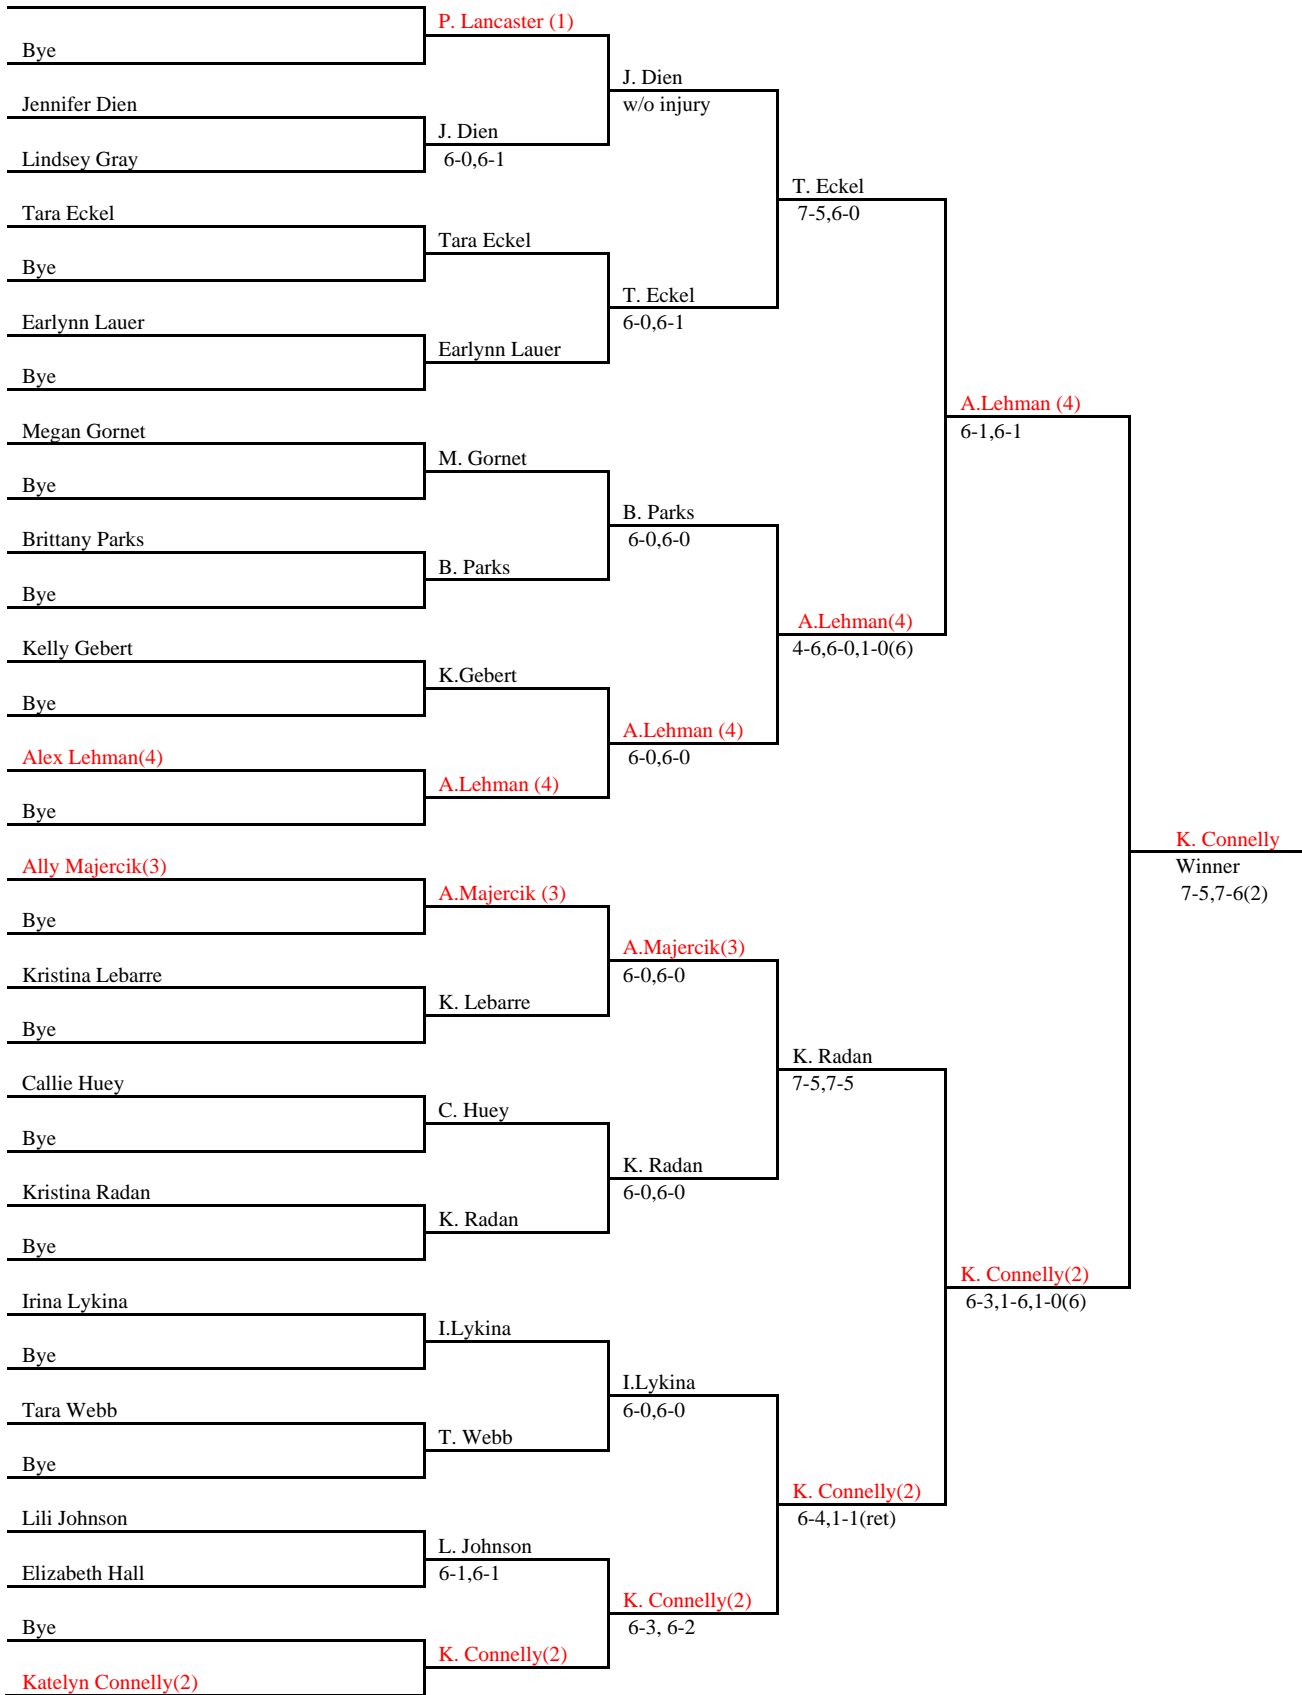 P. Lancaster (1)
Bye
J. Dien
w/o injury
Jennifer Dien
J. Dien
6-0,6-1
Lindsey Gray
T. Eckel
7-5,6-0
Tara Eckel
Tara Eckel
Bye
T. Eckel
6-0,6-1
Earlynn Lauer
Earlynn Lauer
Bye
A.Lehman (4)
6-1,6-1
Megan Gornet
M. Gornet
Bye
B. Parks
6-0,6-0
Brittany Parks
B. Parks
Bye
A.Lehman(4)
4-6,6-0,1-0(6)
Kelly Gebert
K.Gebert
Bye
A.Lehman (4)
6-0,6-0
Alex Lehman(4)
A.Lehman (4)
Bye
K. Connelly
Winner
7-5,7-6(2)
Ally Majercik(3)
A.Majercik (3)
Bye
A.Majercik(3)
6-0,6-0
Kristina Lebarre
K. Lebarre
Bye
K. Radan
7-5,7-5
Callie Huey
C. Huey
Bye
K. Radan
6-0,6-0
Kristina Radan
K. Radan
Bye
K. Connelly(2)
6-3,1-6,1-0(6)
Irina Lykina
I.Lykina
Bye
I.Lykina
6-0,6-0
Tara Webb
T. Webb
Bye
K. Connelly(2)
6-4,1-1(ret)
Lili Johnson
L. Johnson
6-1,6-1
Elizabeth Hall
K. Connelly(2)
6-3, 6-2
Bye
K. Connelly(2)
Katelyn Connelly(2)